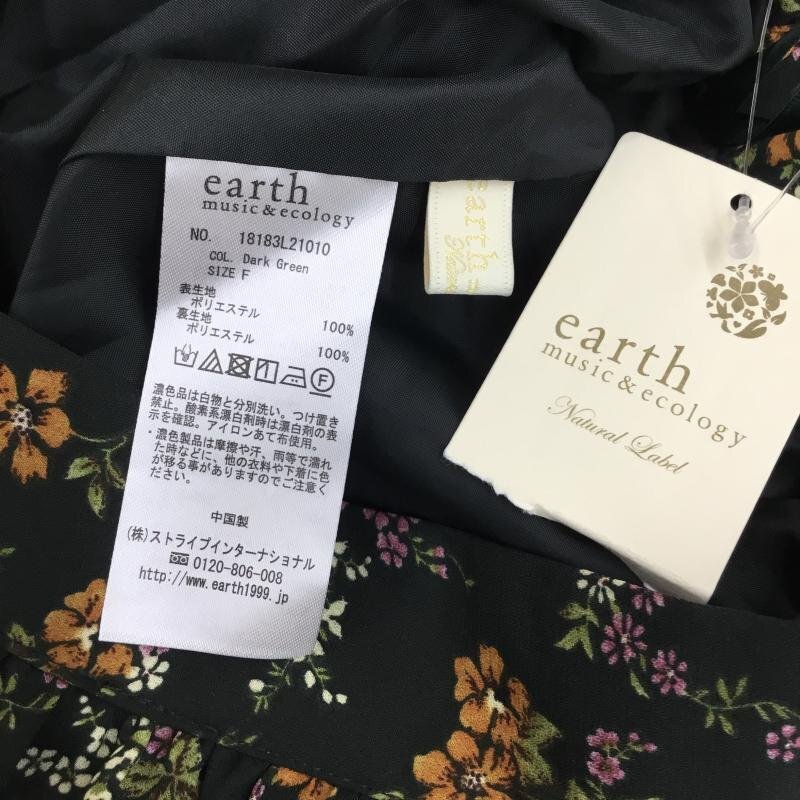 earth
music&ecology
NO. 18183L21010
COL. Dark Green
SIZE F
表生地
ポリエステル 100%
裏生地
ポリエステル 100%
F
濃色品は白物と分別洗い。つけ置き
禁止。酸素系漂白剤時は漂白剤の表
示を確認。アイロンあて布使用。
・濃色製品は摩擦や汗、雨等で濡れ
た時などに、他の衣料や下着に色
が移る事がありますのでご注意く
ださい。
中国製
(株)ストライプインターナショナル
0120-806-008
http://www.earth1999.jp
earth
earth
music&ecology
Natural Label